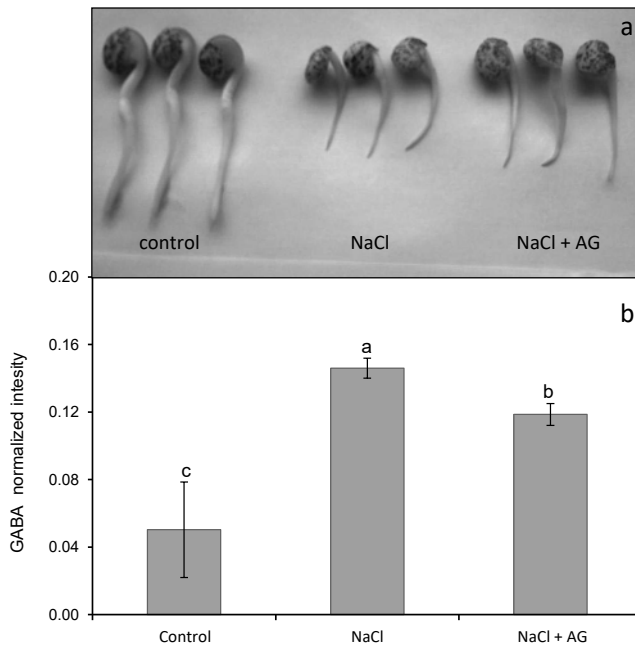 a
control NaCl NaCl + AG
b
GABA normalized intesity
0.20
0.16
0.12
0.08
0.04
0.00
c
a
b
Control NaCl NaCl + AG